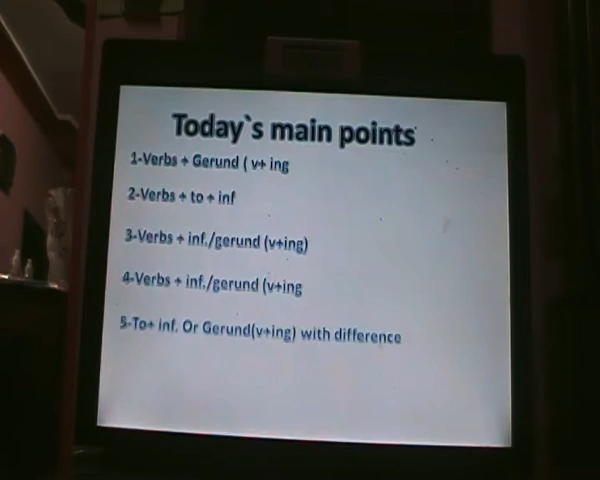 Today`s main points
1-Verbs + Gerund ( v+ ing
2-Verbs + to + inf
3-Verbs + inf./gerund (v+ing)
4-Verbs + inf./gerund (v+ing
5-To+ inf. Or Gerund(v+ing) with difference